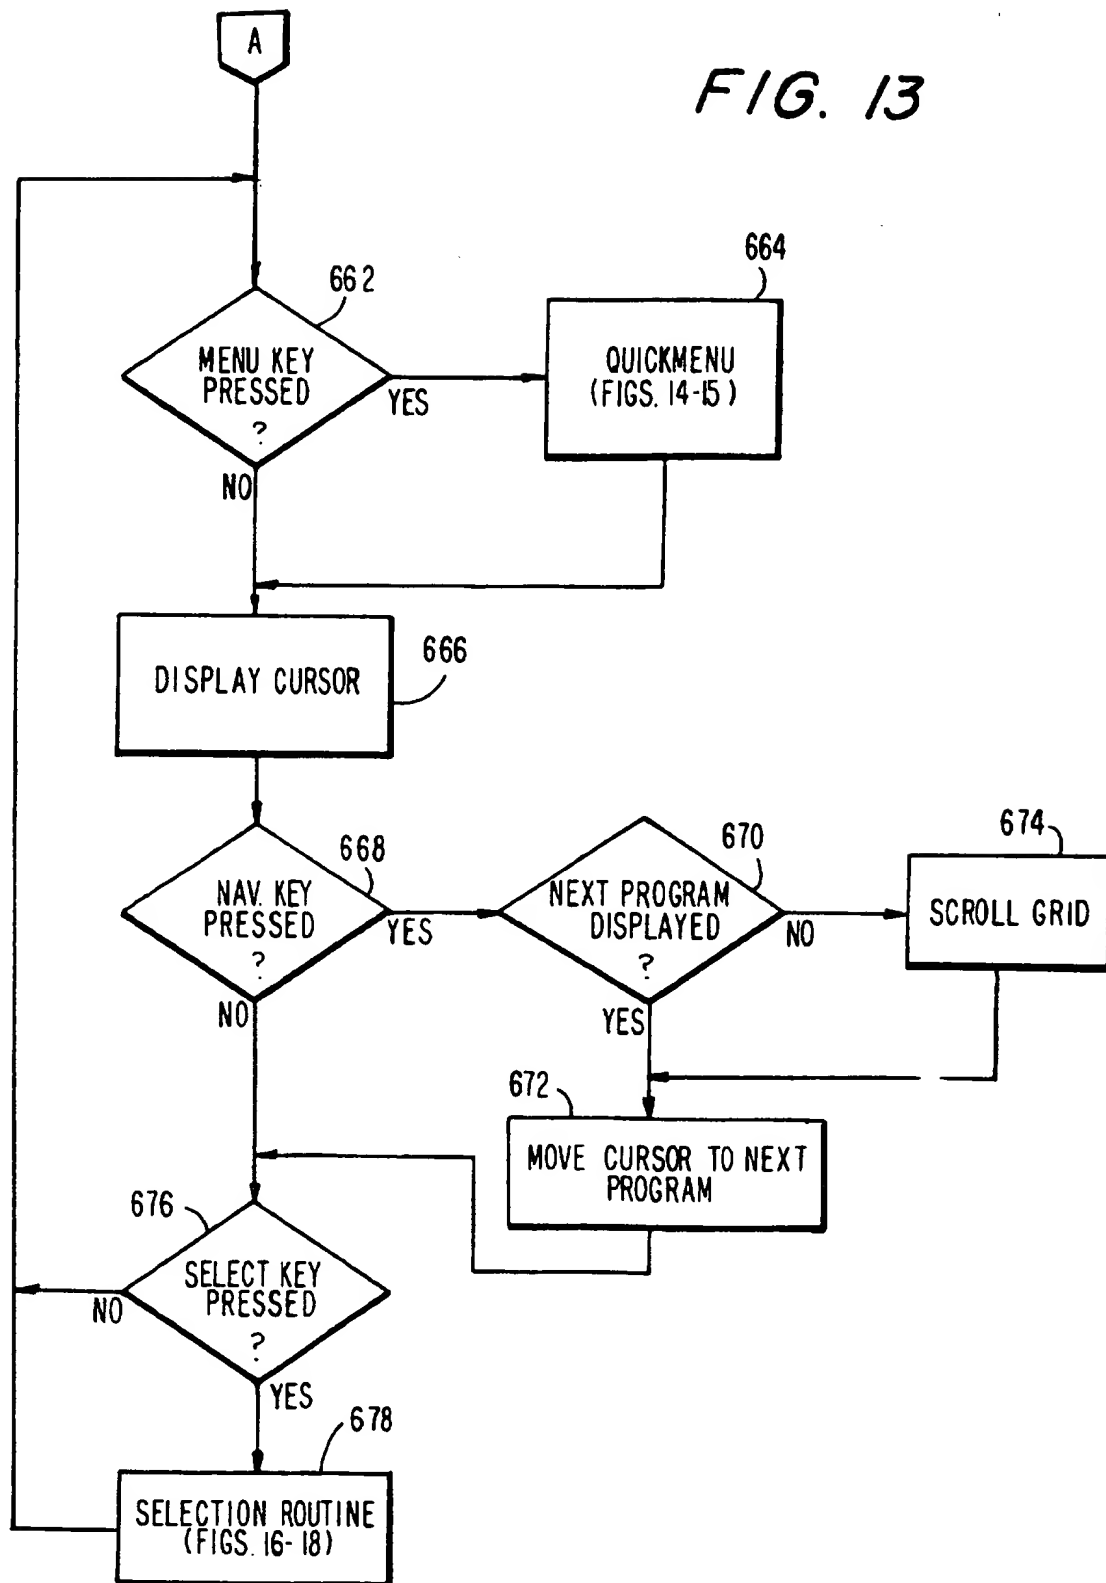 A
FIG. 13
662
664
MENU KEY
PRESSED
?
YES
NO
QUICKMENU
(FIGS. 14-15)
DISPLAY CURSOR
666
668
NAV. KEY
PRESSED
?
YES
NO
670
NEXT PROGRAM
DISPLAYED
?
NO
YES
674
SCROLL GRID
672
MOVE CURSOR TO NEXT
PROGRAM
676
SELECT KEY
PRESSED
?
NO
YES
678
SELECTION ROUTINE
(FIGS. 16-18)